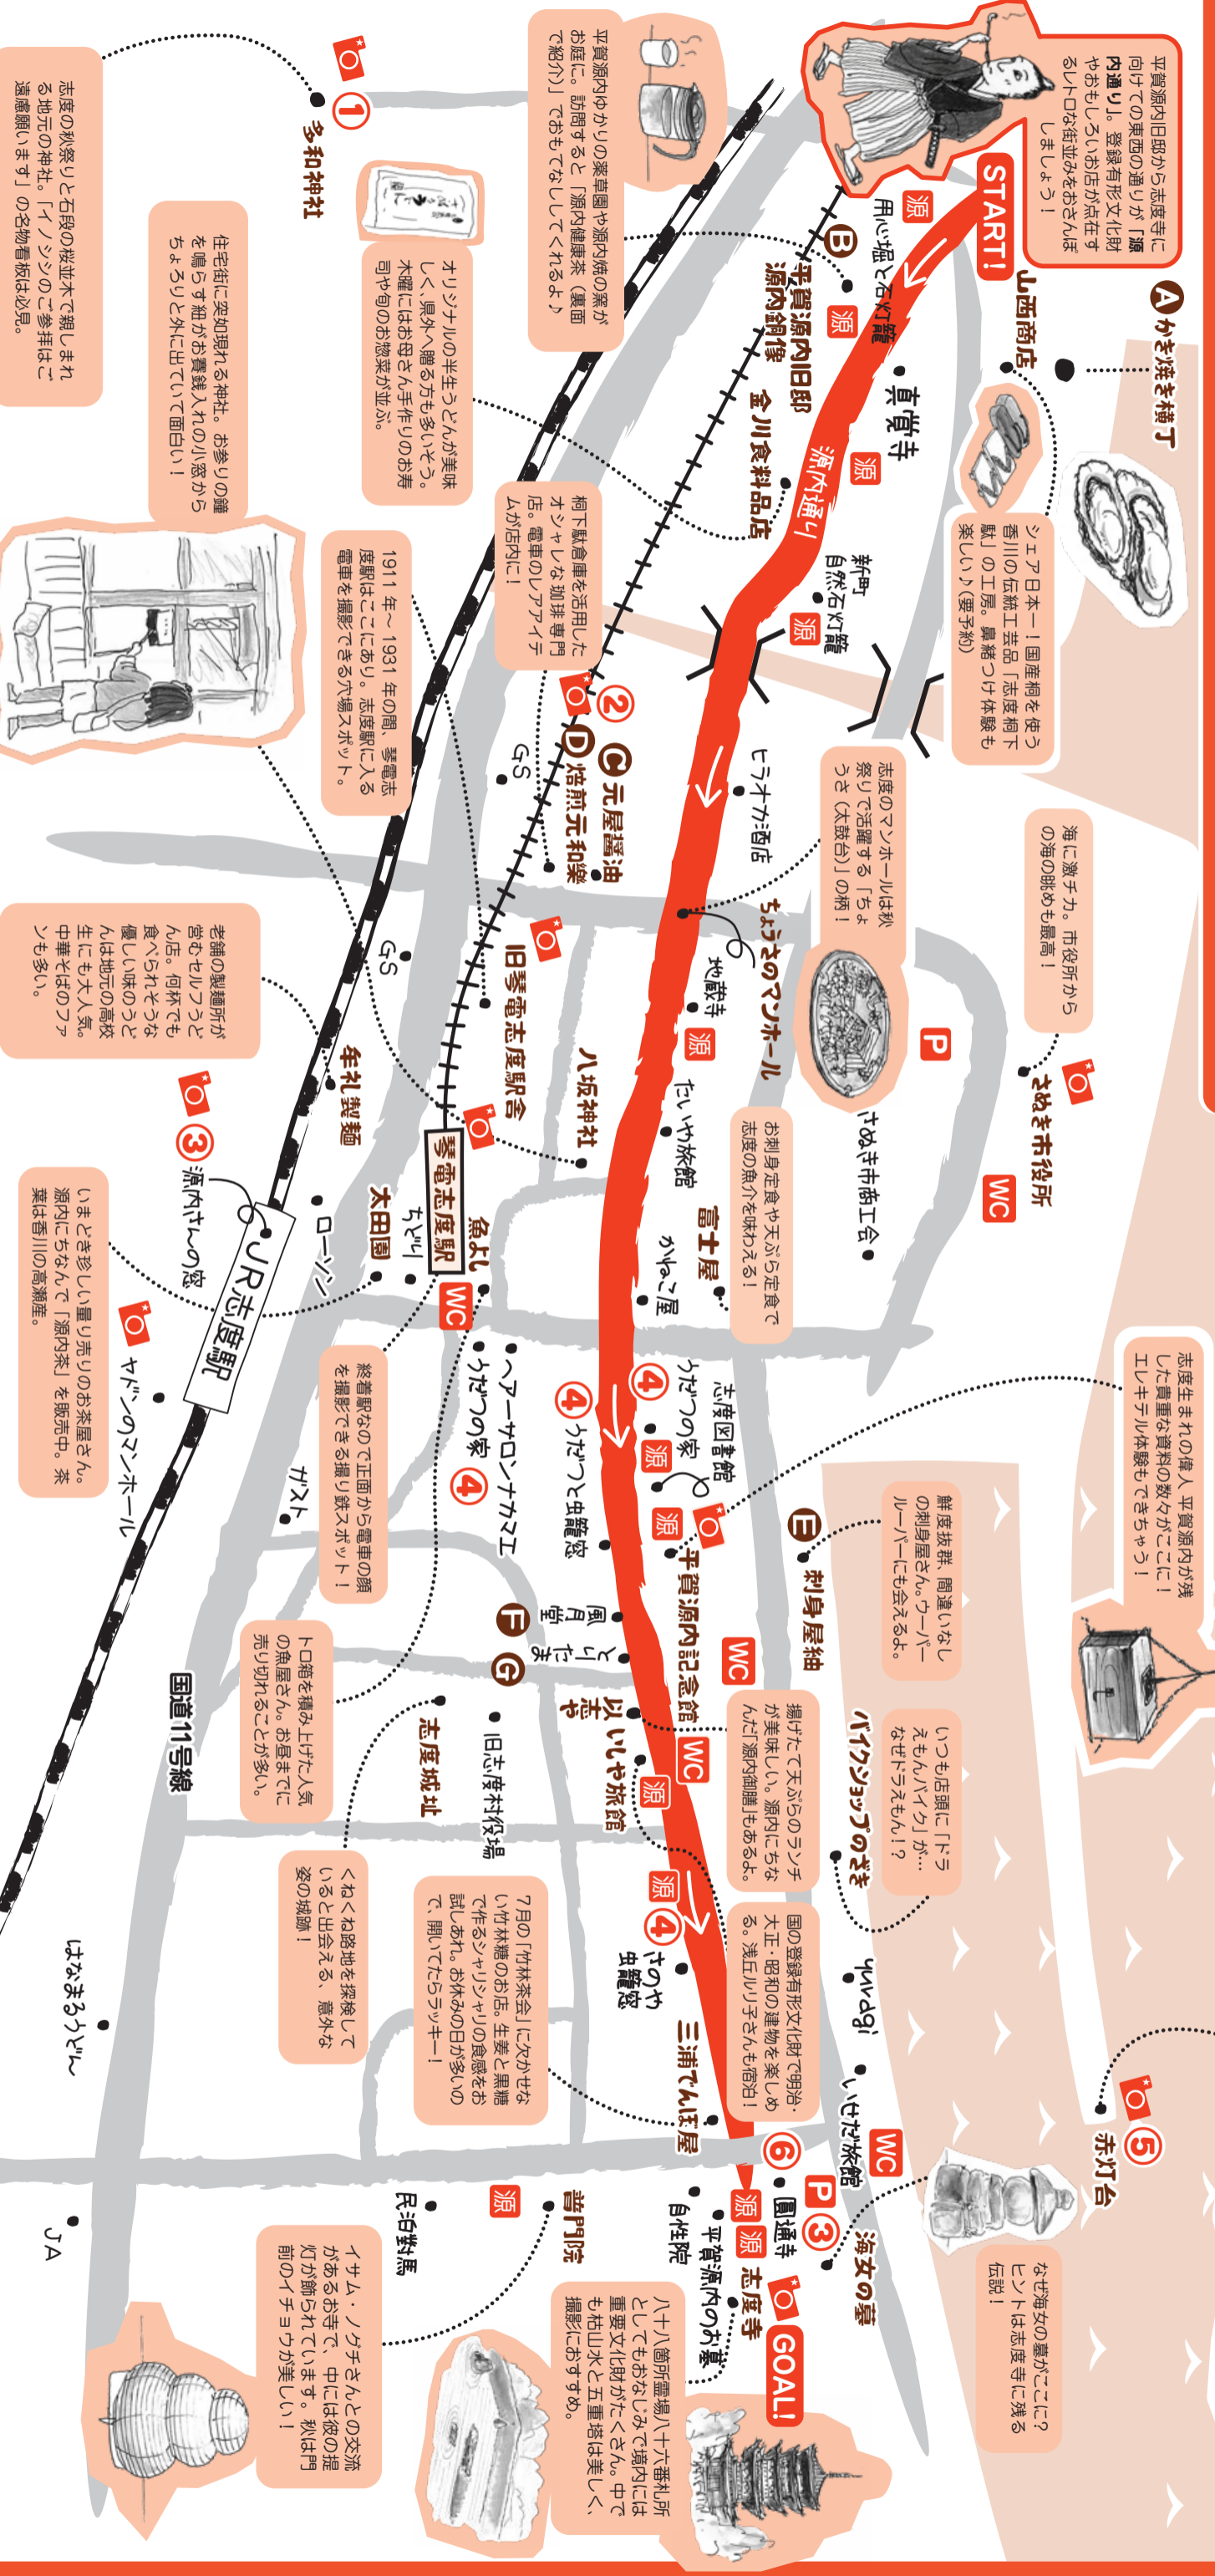 平賀源内旧邸から志度寺に
向けての東西の通りが「源
内通り」。登録有形文化財
やおもしろいお店が点在す
るレトロな街並みをおさんぽ
しましょう！
START!
A かき焼き横丁
山西商店
シェア日本一！国産桐を使う
香川の伝統工芸品「志度桐下
駄」の工房。鼻緒つけ体験も
楽しい♪（要予約）
源
用心堀と石灯籠
B
平賀源内旧邸
源内銅像
源
真覚寺
源
金川食料品店
源内通り
新町
自然石灯籠
源
平賀源内ゆかりの薬草園や源内焼の窯が
お庭に。訪問すると「源内健康茶（裏面
で紹介）」でおもてなししてくれるよ♪
オリジナルの半生うどんが美味
しく、県外へ贈る方も多いそう。
木曜にはお母さん手作りのお寿
司や旬のお惣菜が並ぶ。
①
多和神社
志度の秋祭りと石段の桜並木で親しまれ
る地元の神社。「イノシシのご参拝はご
遠慮願います」の名物看板は必見。
住宅街に突如現れる神社。お参りの鐘
を鳴らす紐がお賽銭入れの小窓から
ちょろりと外に出ていて面白い！
桐下駄倉庫を活用した
オシャレな珈琲専門
店。電車のレアアイテ
ムが店内に！
1911 年～ 1931 年の間、琴電志
度駅はここにあり。志度駅に入る
電車を撮影できる穴場スポット。
②
C 元屋醤油
D 焙煎元和樂
GS
ヒラオカ酒店
志度のマンホールは秋
祭りで活躍する「ちょ
うさ（太鼓台）」の柄！
ちょうさのマンホール
海に激チカ。市役所から
の海の眺めも最高！
さぬき市役所
P
WC
地蔵寺
源
たいや旅館
さぬき市商工会
旧琴電志度駅舎
八坂神社
GS
牟礼製麺
老舗の製麺所が
営むセルフうど
ん店。何杯でも
食べられそうな
優しい味のうど
んは地元の高校
生にも大人気。
中華そばのファ
ンも多い。
③ 源内さんの窓
琴電志度駅
JR志度駅
ローソン
太田園
ちどり
魚よし
WC
いまどき珍しい量り売りのお茶屋さん。
源内にちなんで「源内茶」を販売中。茶
葉は香川の高瀬産。
お刺身定食や天ぷら定食で
志度の魚介を味わえる！
富士屋
かねこ屋
ヤドンのマンホール
終着駅なので正面から電車の顔
を撮影できる撮り鉄スポット！
ヘアーサロンナカマエ
うだつの家 ④
④ うだつと虫籠窓
④
うだつの家
源
志度図書館
源
平賀源内記念館
志度生まれの偉人 平賀源内が残
した貴重な資料の数々がここに！
エレキテル体験もできちゃう！
E 刺身屋紬
鮮度抜群、間違いなし
の刺身屋さん。ウーパー
ルーパーにも会えるよ。
ガスト
F 風月堂
G とりたま
WC
以志や
いしや旅館
WC
源
トロ箱を積み上げた人気
の魚屋さん。お昼までに
売り切れることが多い。
国道11号線
志度城址
旧志度村役場
揚げたて天ぷらのランチ
が美味しい。源内にちな
んだ「源内御膳」もあるよ。
バイクショップのざき
いつも店頭に「ドラ
えもんバイク」が…
なぜドラえもん！？
くねくね路地を探検して
いると出会える、意外な
姿の城跡！
7月の「竹林茶会」に欠かせな
い竹林糖のお店。生姜と黒糖
で作るシャリシャリの食感をお
試しあれ。お休みの日が多いの
で、開いてたらラッキー！
国の登録有形文化財で明治・
大正・昭和の建物を楽しめ
る。浅丘ルリ子さんも宿泊！
源 ④
さのや
虫籠窓
三浦でんぽ屋
yundgi
いせだ旅館
WC
⑤
赤灯台
はなまるうどん
⑥
圓通寺
P ③
海女の墓
なぜ海女の墓がここに？
ヒントは志度寺に残る
伝説！
源
源
志度寺
GOAL!
自性院
平賀源内のお墓
普門院
源
民泊對馬
JA
八十八箇所霊場八十六番札所
としてもおなじみで境内には
重要文化財がたくさん。中で
も枯山水と五重塔は美しく、
撮影におすすめ。
イサム・ノグチさんとの交流
があるお寺で、中には彼の提
灯が飾られています。秋は門
前のイチョウが美しい！